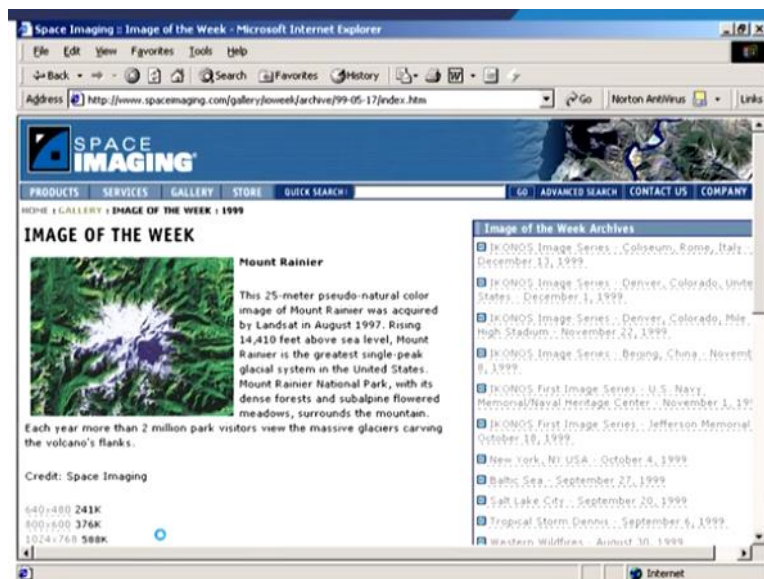 Space Imaging :: Image of the Week - Microsoft Internet Explorer
File Edit View Favorites Tools Help
Back Search Favorites History
Address http://www.spaceimaging.com/gallery/ioweek/archive/99-05-17/index.htm Go Norton AntiVirus Links
SPACE
IMAGING
PRODUCTS SERVICES GALLERY STORE QUICK SEARCH: GO ADVANCED SEARCH CONTACT US COMPANY
HOME : GALLERY : IMAGE OF THE WEEK : 1999
IMAGE OF THE WEEK
Mount Rainier
This 25-meter pseudo-natural color
image of Mount Rainier was acquired
by Landsat in August 1997. Rising
14,410 feet above sea level, Mount
Rainier is the greatest single-peak
glacial system in the United States.
Mount Rainier National Park, with its
dense forests and subalpine flowered
meadows, surrounds the mountain.
Each year more than 2 million park visitors view the massive glaciers carving
the volcano's flanks.
Credit: Space Imaging
640x480 241K
800x600 376K
1024x768 588K
Image of the Week Archives
IKONOS Image Series - Coliseum, Rome, Italy -
December 13, 1999
IKONOS Image Series - Denver, Colorado, Unite
States - December 1, 1999
IKONOS Image Series - Denver, Colorado, Mile
High Stadium - November 22, 1999
IKONOS Image Series - Beijing, China - Novemb
8, 1999
IKONOS First Image Series - U.S. Navy
Memorial/Naval Heritage Center - November 1, 19
IKONOS First Image Series - Jefferson Memorial
October 18, 1999
New York, NY USA - October 4, 1999
Baltic Sea - September 27, 1999
Salt Lake City - September 20, 1999
Tropical Storm Dennis - September 6, 1999
Western Wildfires - August 30, 1999
Internet